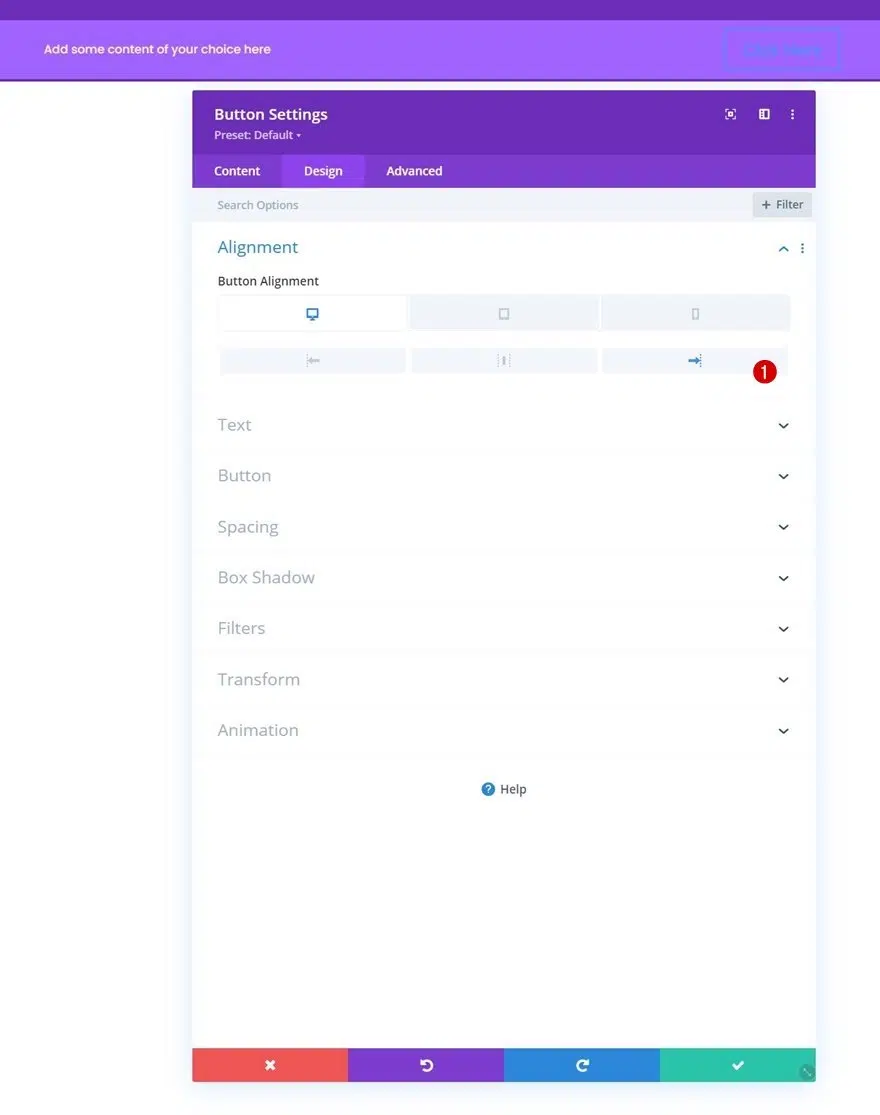 Add some content of your choice here
Click Here
Button Settings
Preset: Default
Content Design Advanced
Search Options
+ Filter
Alignment
Button Alignment
1
Text
Button
Spacing
Box Shadow
Filters
Transform
Animation
? Help